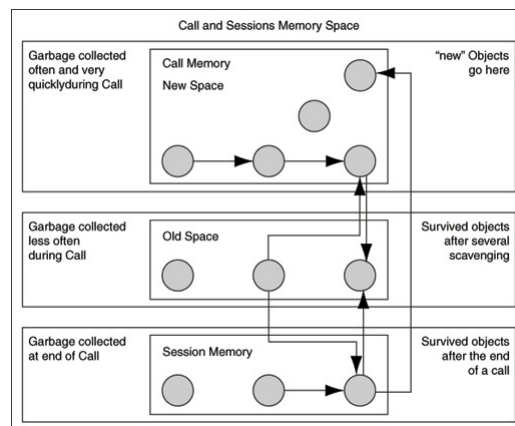 Call and Sessions Memory Space
Garbage collected
often and very
quicklyduring Call
Call Memory
New Space
“new” Objects
go here
Garbage collected
less often
during Call
Old Space
Survived objects
after several
scavenging
Garbage collected
at end of Call
Session Memory
Survived objects
after the end
of a call